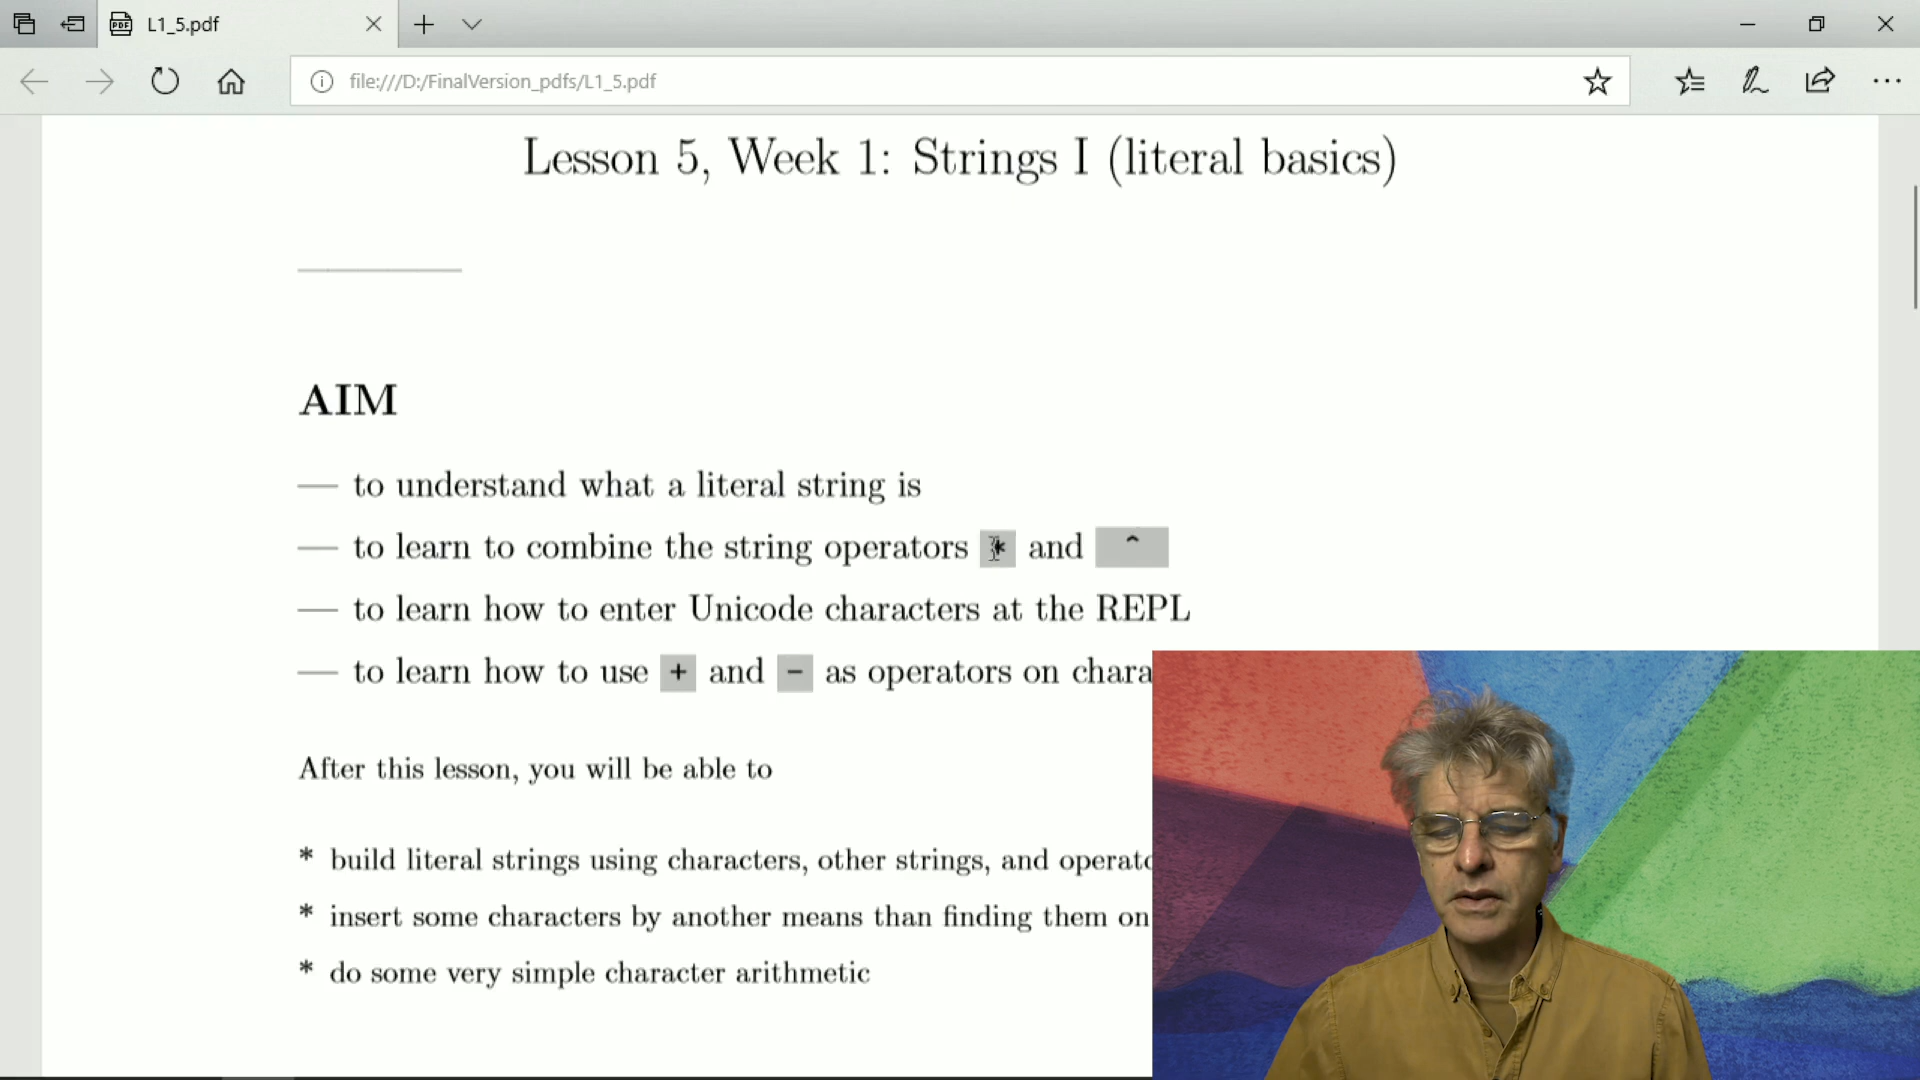 L1_5.pdf
file:///D:/FinalVersion_pdfs/L1_5.pdf
Lesson 5, Week 1: Strings I (literal basics)
AIM
— to understand what a literal string is
— to learn to combine the string operators * and ^
— to learn how to enter Unicode characters at the REPL
— to learn how to use + and - as operators on chara
After this lesson, you will be able to
* build literal strings using characters, other strings, and operato
* insert some characters by another means than finding them on
* do some very simple character arithmetic